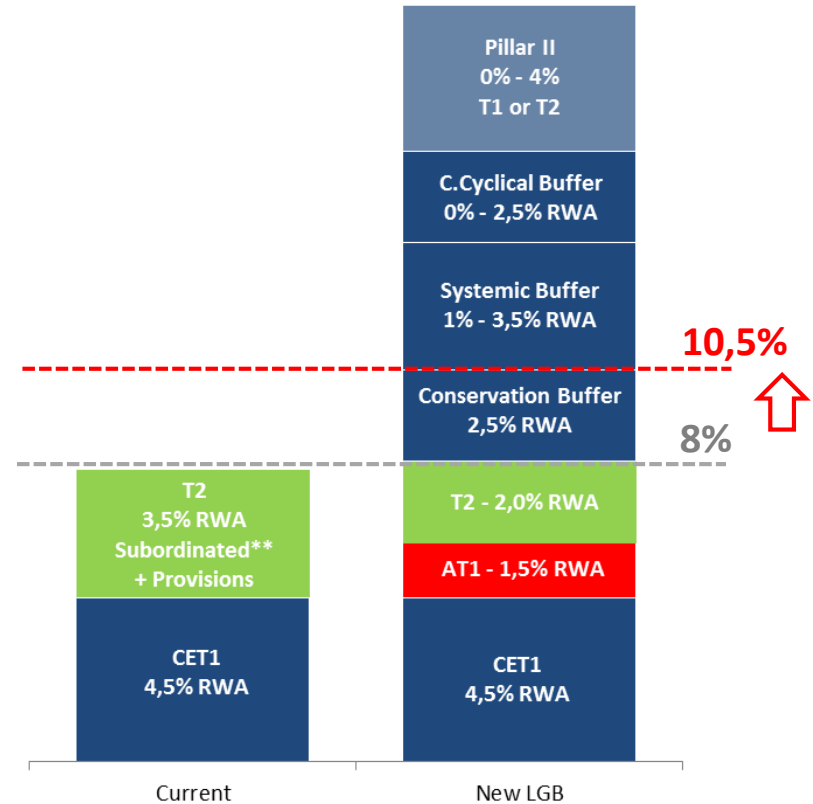 Pillar II
0% - 4%
T1 or T2
C.Cyclical Buffer
0% - 2,5% RWA
Systemic Buffer
1% - 3,5% RWA
10,5%
Conservation Buffer
2,5% RWA
8%
T2
3,5% RWA
Subordinated**
+ Provisions
T2 - 2,0% RWA
AT1 - 1,5% RWA
CET1
4,5% RWA
CET1
4,5% RWA
Current
New LGB